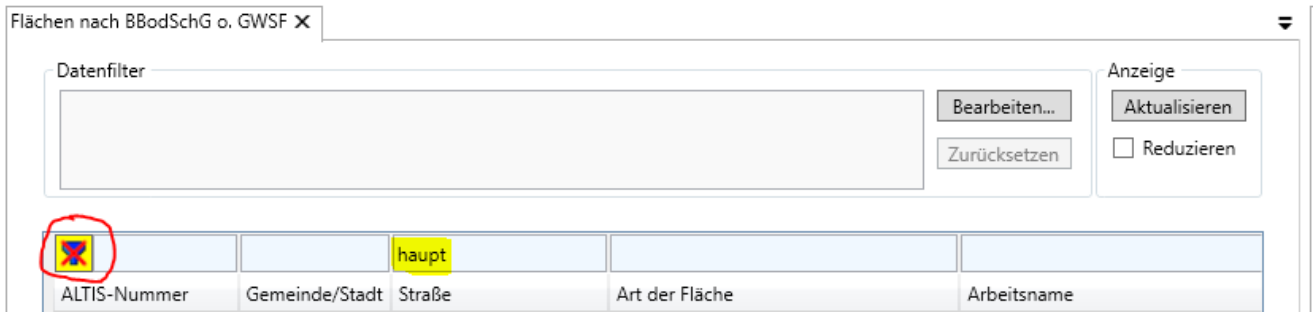 Flächen nach BBodSchG o. GWSF
Datenfilter
Anzeige
Bearbeiten...
Aktualisieren
Zurücksetzen
Reduzieren
haupt
ALTIS-Nummer Gemeinde/Stadt Straße Art der Fläche Arbeitsname